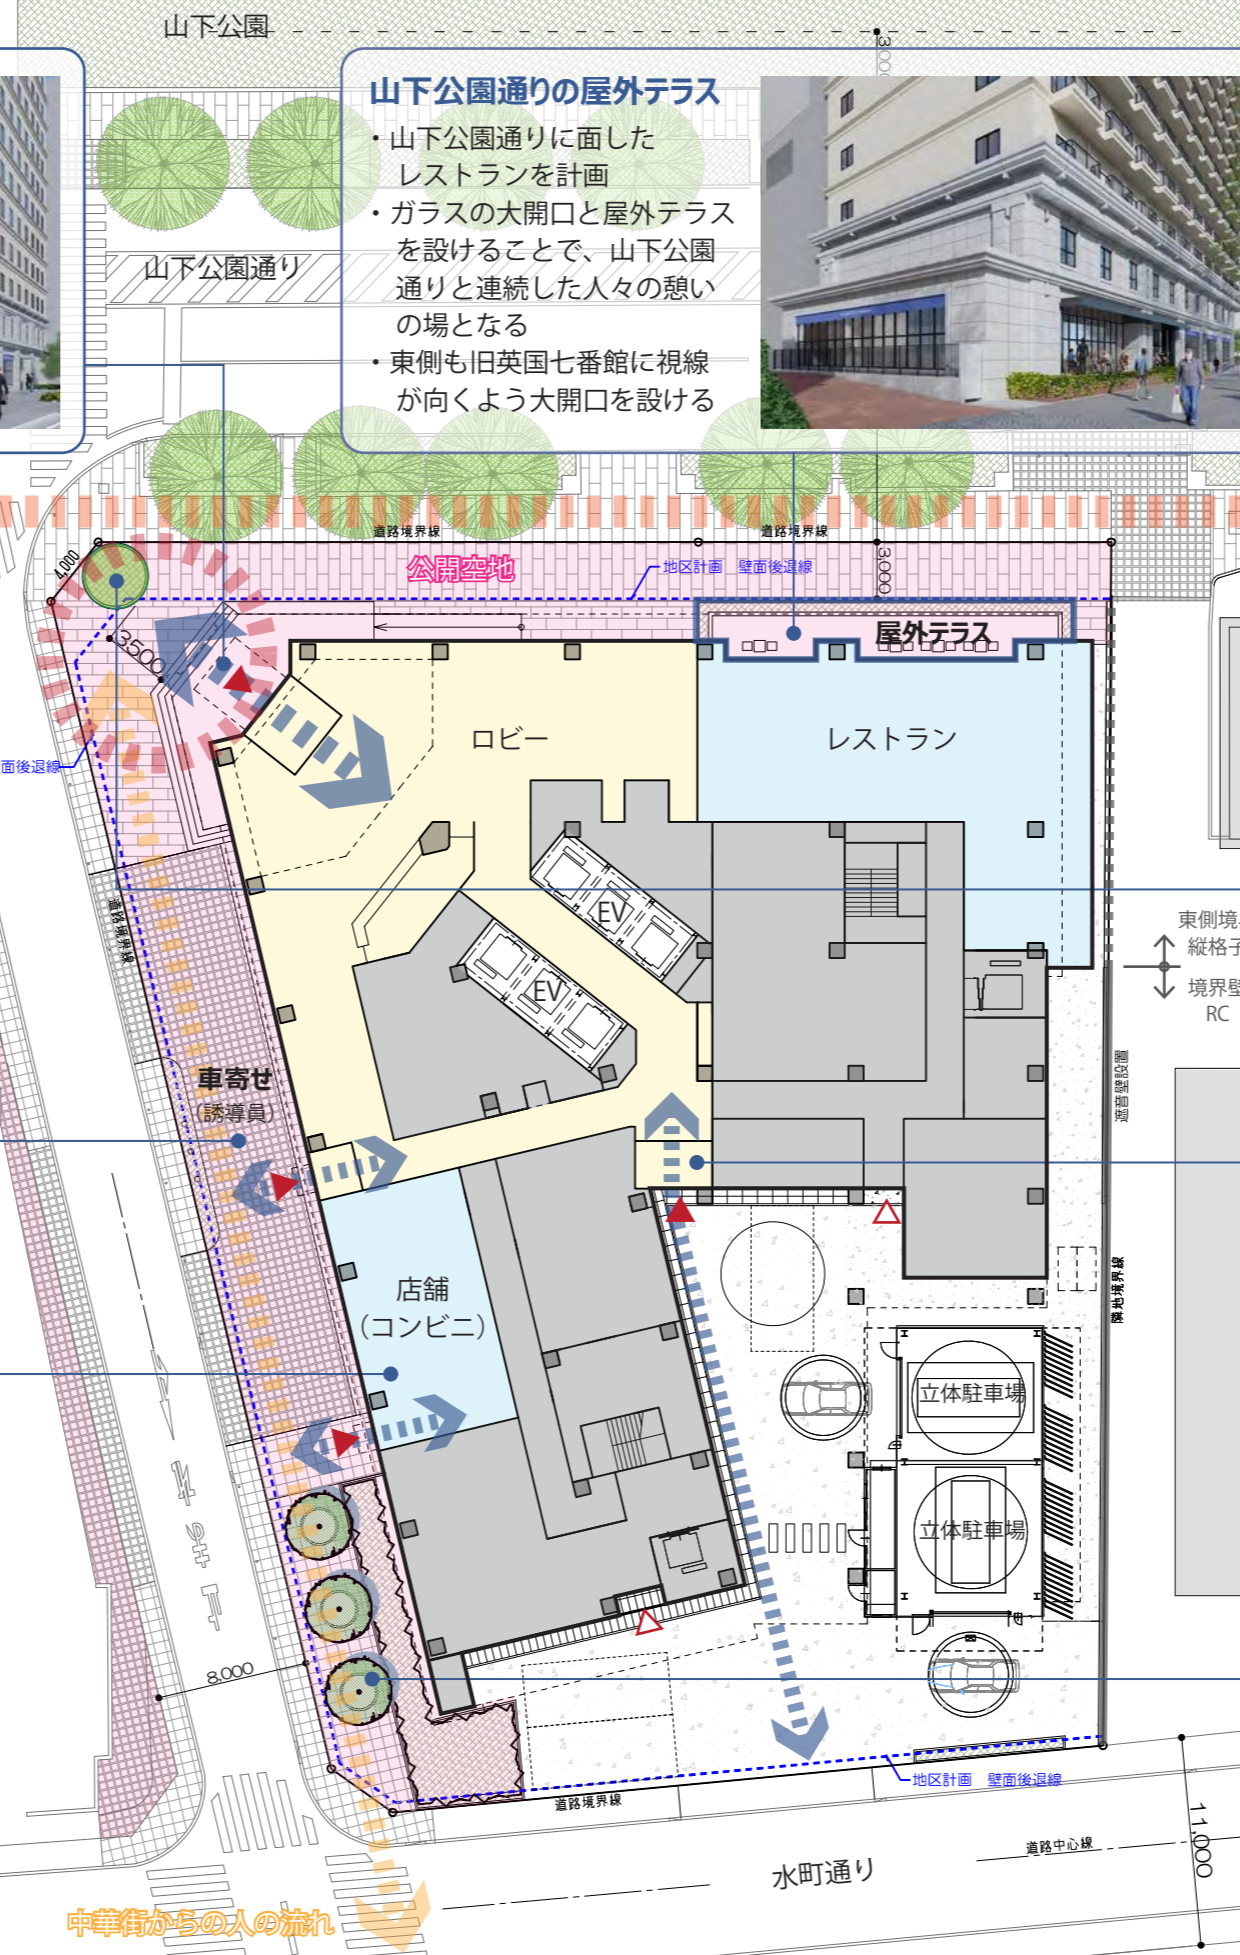 山下公園
3,000
山下公園通りの屋外テラス
・山下公園通りに面した
レストランを計画
・ガラスの大開口と屋外テラス
を設けることで、山下公園
通りと連続した人々の憩い
の場となる
・東側も旧英国七番館に視線
が向くよう大開口を設ける
山下公園通り
道路境界線
道路境界線
4,000
公開空地
地区計画 壁面後退線
3,000
3,500
屋外テラス
ロビー
レストラン
面後退線
道路境界線
EV
EV
東側境
縦格子
境界壁
RC
遮音壁設置
車寄せ
（誘導員）
店舗
（コンビニ）
隣地境界線
立体駐車場
立体駐車場
8,000
地区計画 壁面後退線
道路境界線
11,000
道路中心線
水町通り
中華街からの人の流れ